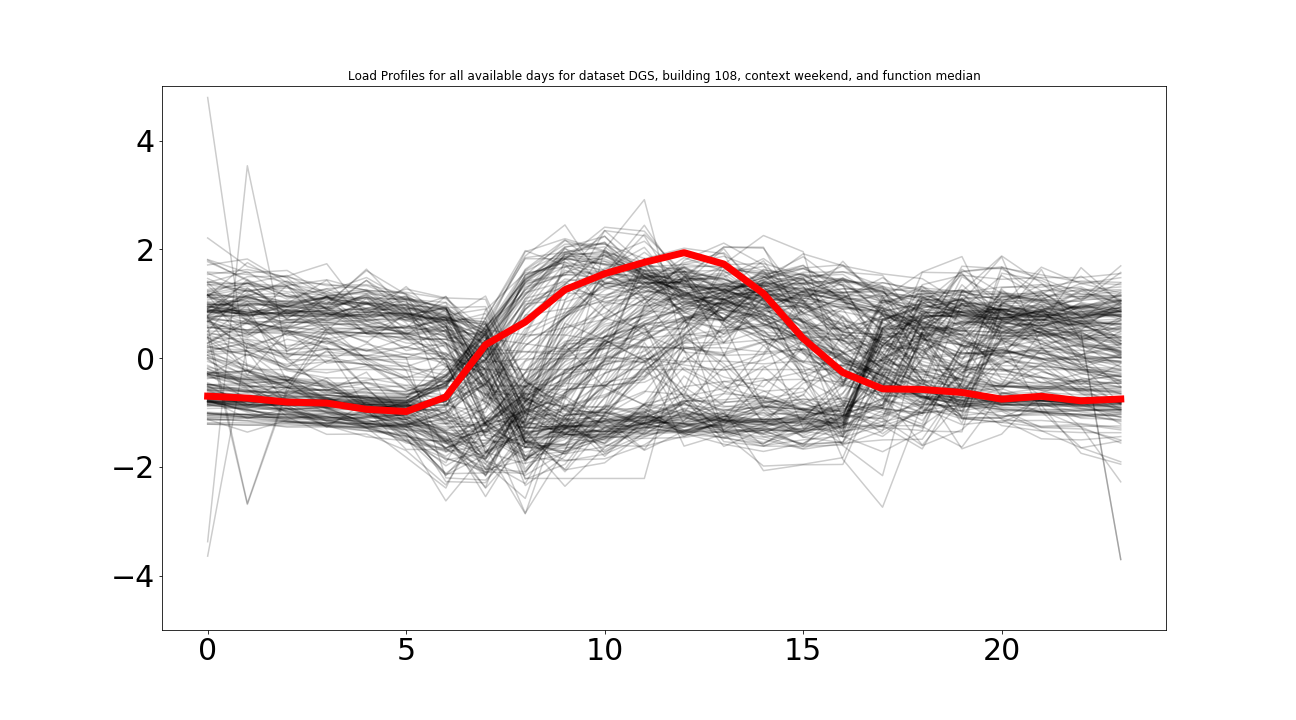 Load Profiles for all available days for dataset DGS, building 108, context weekend, and function median
4
2
0
−2
−4
0 5 10 15 20